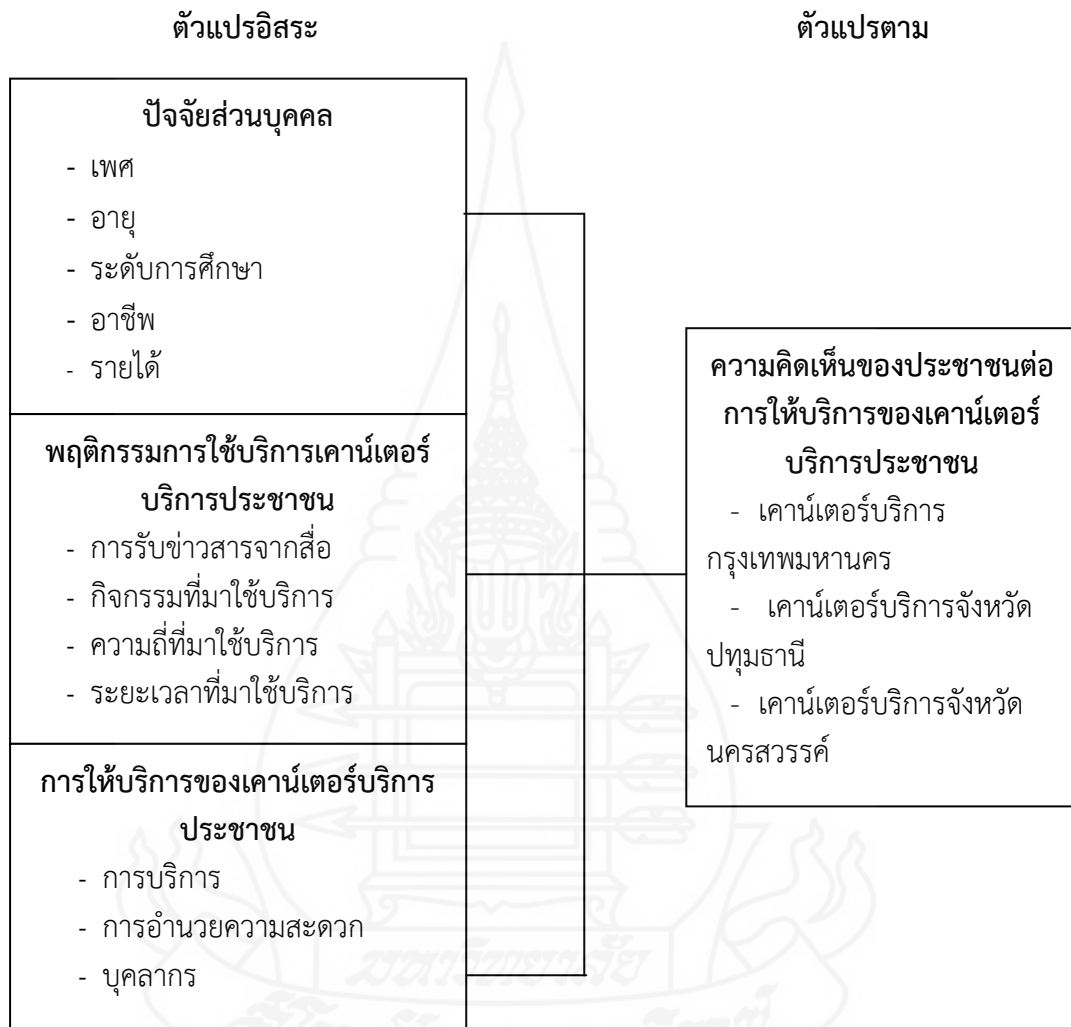 ตัวแปรอิสระ
ตัวแปรตาม
ปัจจัยส่วนบุคคล
- เพศ
- อายุ
- ระดับการศึกษา
- อาชีพ
- รายได้
พฤติกรรมการใช้บริการเคาน์เตอร์
บริการประชาชน
- การรับข่าวสารจากสื่อ
- กิจกรรมที่มาใช้บริการ
- ความถี่ที่มาใช้บริการ
- ระยะเวลาที่มาใช้บริการ
การให้บริการของเคาน์เตอร์บริการ
ประชาชน
- การบริการ
- การอำนวยความสะดวก
- บุคลากร
ความคิดเห็นของประชาชนต่อ
การให้บริการของเคาน์เตอร์
บริการประชาชน
- เคาน์เตอร์บริการ
กรุงเทพมหานคร
- เคาน์เตอร์บริการจังหวัด
ปทุมธานี
- เคาน์เตอร์บริการจังหวัด
นครสวรรค์
มหาวิทยาลัย